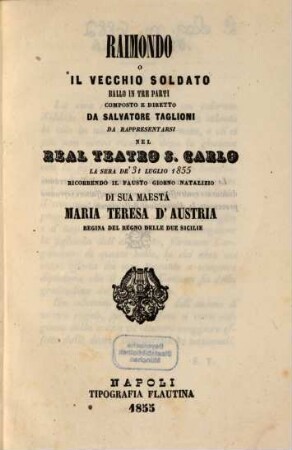 RAIMONDO
O
IL VECCHIO SOLDATO
BALLO IN TRE PARTI
COMPOSTO E DIRETTO
DA SALVATORE TAGLIONI
DA RAPPRESENTARSI
NEL
REAL TEATRO S. CARLO
LA SERA DE' 31 LUGLIO 1855
RICORRENDO IL FAUSTO GIORNO NATALIZIO
DI SUA MAESTÀ
MARIA TERESA D'AUSTRIA
REGINA DEL REGNO DELLE DUE SICILIE
NAPOLI
TIPOGRAFIA FLAUTINA
1855